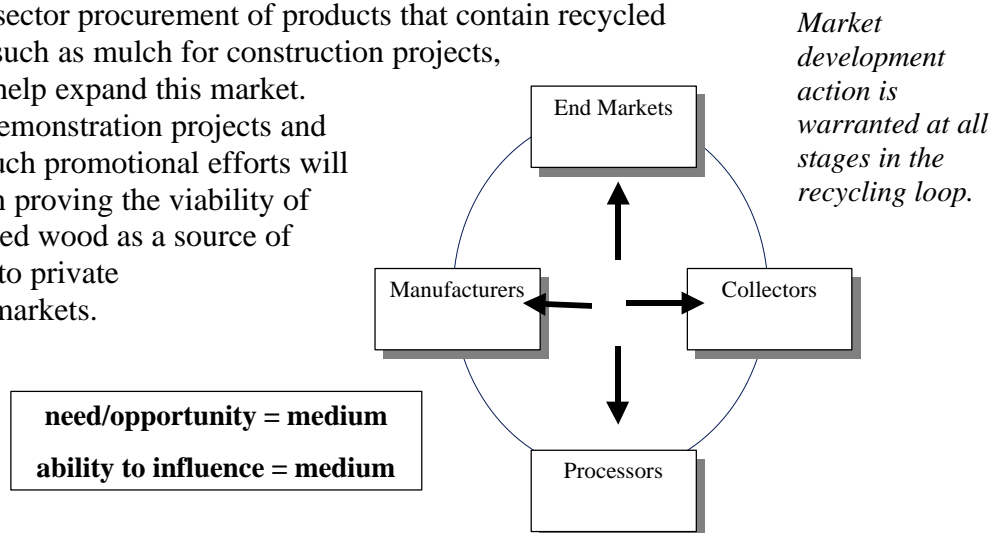 sector procurement of products that contain recycled
such as mulch for construction projects,
help expand this market.
emonstration projects and
uch promotional efforts will
n proving the viability of
ed wood as a source of
to private
markets.
Market
development
action is
warranted at all
stages in the
recycling loop.
End Markets
Manufacturers
Collectors
Processors
need/opportunity = medium
ability to influence = medium